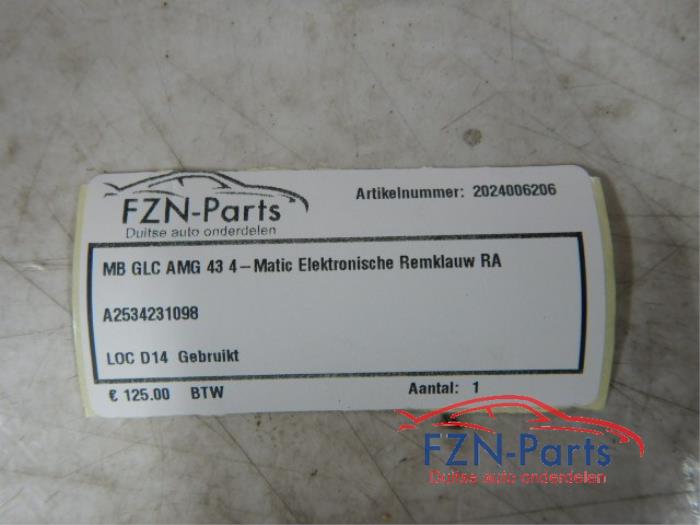 FZN-Parts
Duitse auto onderdelen
Artikelnummer: 2024006206
MB GLC AMG 43 4-Matic Elektronische Remklauw RA
A2534231098
LOC D14 Gebruikt
€ 125.00 BTW Aantal: 1
FZN-Parts
Duitse auto onderdelen